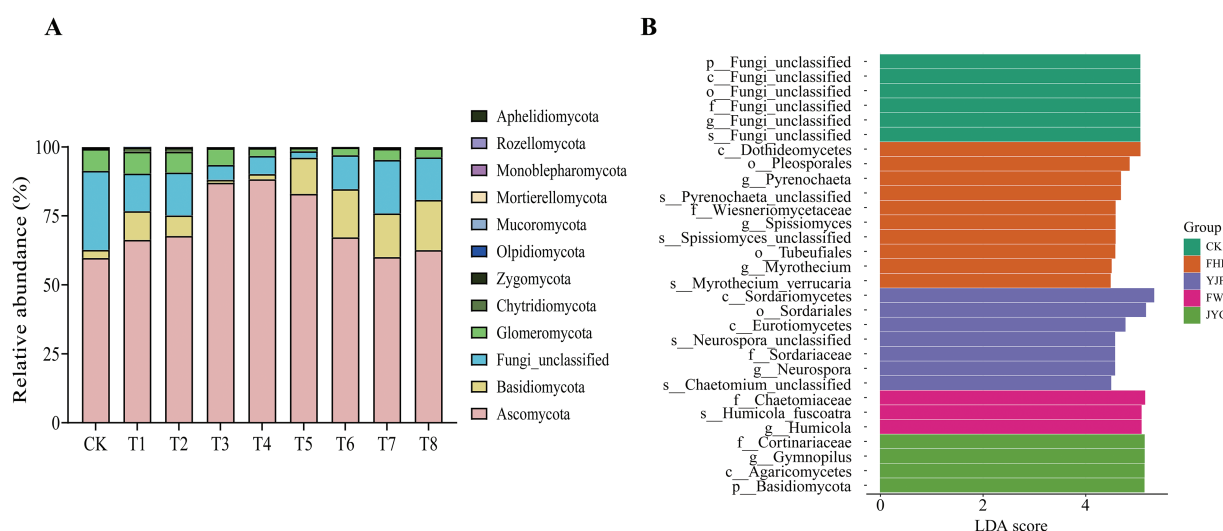 A
Relative abundance (%)
100
75
50
25
0
CK T1 T2 T3 T4 T5 T6 T7 T8
Aphelidiomycota
Rozellomycota
Monoblepharomycota
Mortierellomycota
Mucoromycota
Olpidiomycota
Zygomycota
Chytridiomycota
Glomeromycota
Fungi_unclassified
Basidiomycota
Ascomycota
B
p__Fungi_unclassified
c__Fungi_unclassified
o__Fungi_unclassified
f__Fungi_unclassified
g__Fungi_unclassified
s__Fungi_unclassified
c__Dothideomycetes
o__Pleosporales
g__Pyrenochaeta
s__Pyrenochaeta_unclassified
f__Wiesneriomycetaceae
g__Spissiomyces
s__Spissiomyces_unclassified
o__Tubeufiales
g__Myrothecium
s__Myrothecium_verrucaria
c__Sordariomycetes
o__Sordariales
c__Eurotiomycetes
s__Neurospora_unclassified
f__Sordariaceae
g__Neurospora
s__Chaetomium_unclassified
f__Chaetomiaceae
s__Humicola_fuscoatra
g__Humicola
f__Cortinariaceae
g__Gymnopilus
c__Agaricomycetes
p__Basidiomycota
0 2 4
LDA score
Group
CK